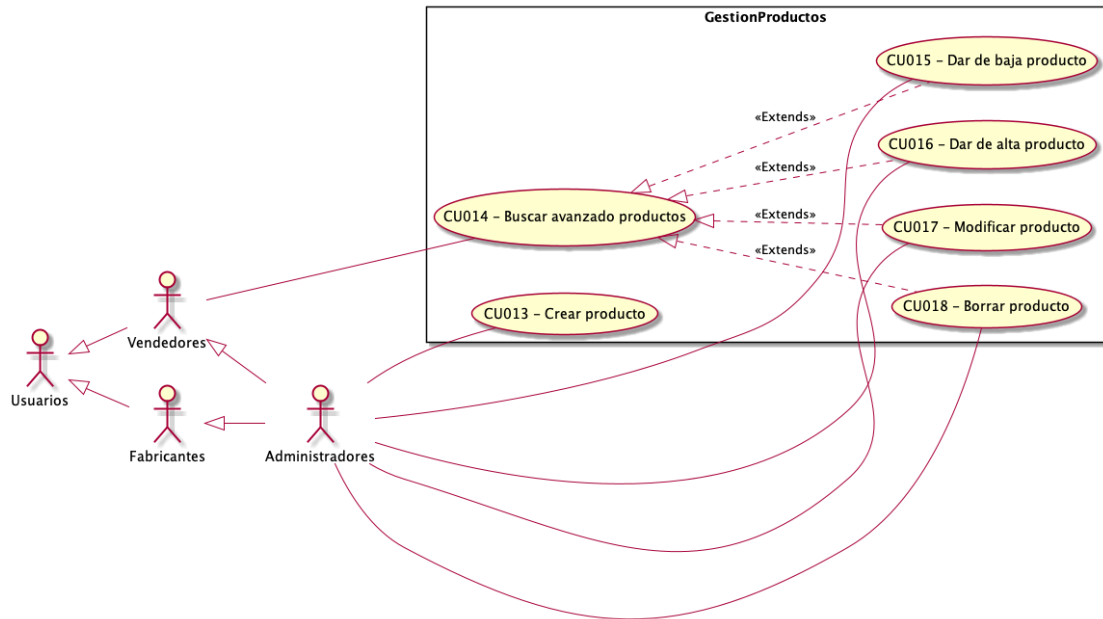 GestionProductos
CU015 – Dar de baja producto
«Extends»
CU016 – Dar de alta producto
«Extends»
CU014 – Buscar avanzado productos
«Extends»
CU017 – Modificar producto
«Extends»
CU018 – Borrar producto
CU013 – Crear producto
Vendedores
Usuarios
Fabricantes
Administradores